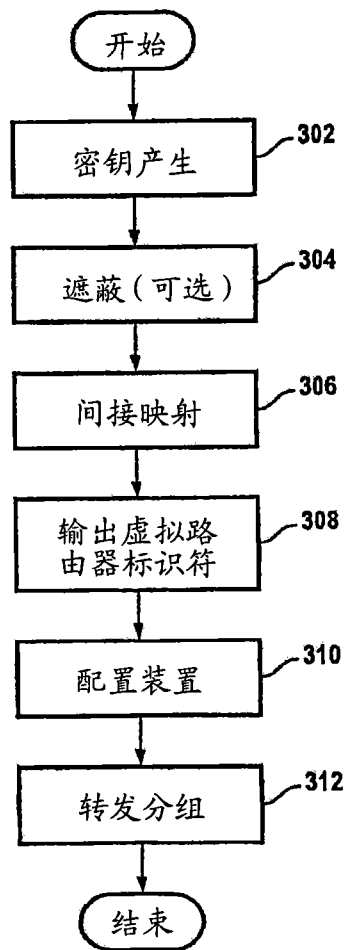 开始
302
密钥产生
304
遮蔽(可选)
306
间接映射
308
输出虚拟路
由器标识符
310
配置装置
312
转发分组
结束